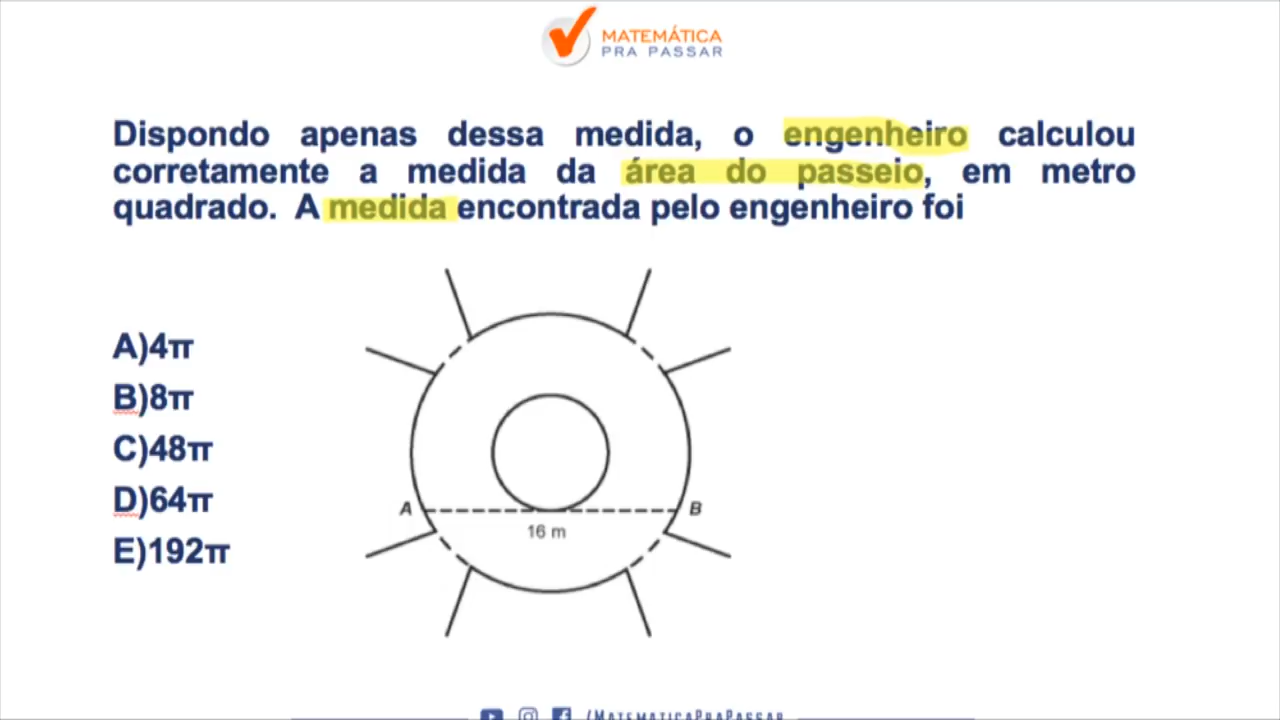 MATEMÁTICA
PRA PASSAR
Dispondo apenas dessa medida, o engenheiro calculou
corretamente a medida da área do passeio, em metro
quadrado. A medida encontrada pelo engenheiro foi
A)4π
B)8π
C)48π
D)64π
E)192π
A
B
16 m
/MATEMATICAPRAPASSAR